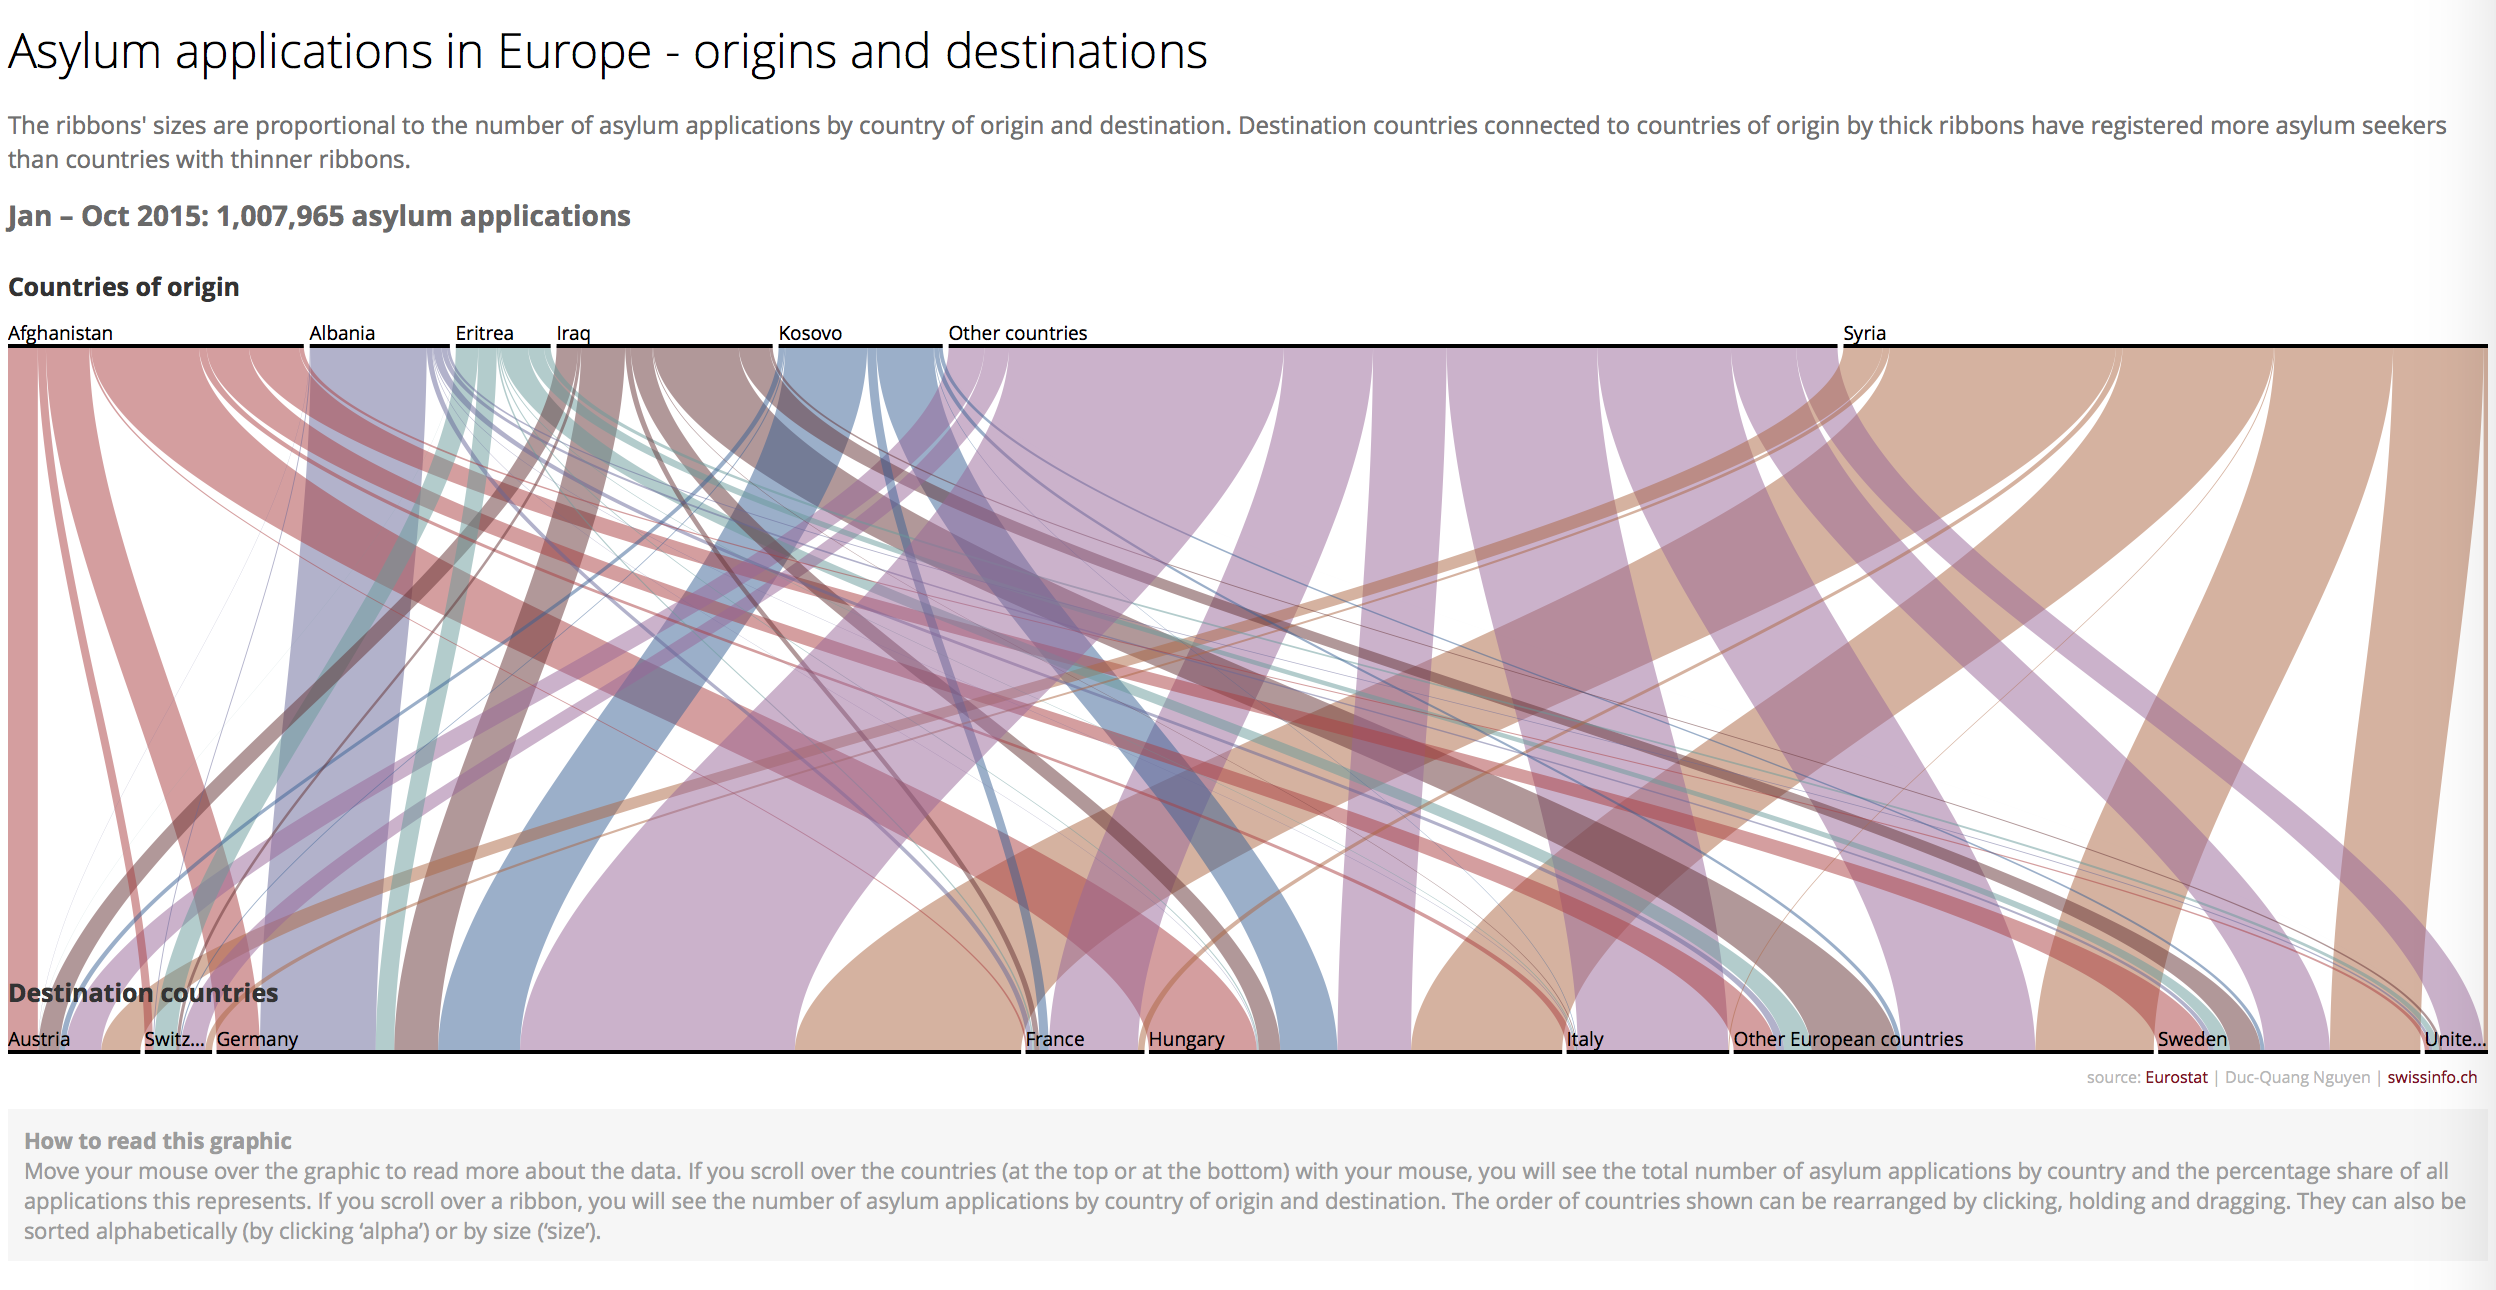 Asylum applications in Europe - origins and destinations
The ribbons' sizes are proportional to the number of asylum applications by country of origin and destination. Destination countries connected to countries of origin by thick ribbons have registered more asylum seekers
than countries with thinner ribbons.
Jan – Oct 2015: 1,007,965 asylum applications
Countries of origin
Afghanistan Albania Eritrea Iraq Kosovo Other countries Syria
Destination countries
Austria Switz... Germany France Hungary Italy Other European countries Sweden Unite...
source: Eurostat | Duc-Quang Nguyen | swissinfo.ch
How to read this graphic
Move your mouse over the graphic to read more about the data. If you scroll over the countries (at the top or at the bottom) with your mouse, you will see the total number of asylum applications by country and the percentage share of all
applications this represents. If you scroll over a ribbon, you will see the number of asylum applications by country of origin and destination. The order of countries shown can be rearranged by clicking, holding and dragging. They can also be
sorted alphabetically (by clicking ‘alpha’) or by size (‘size’).